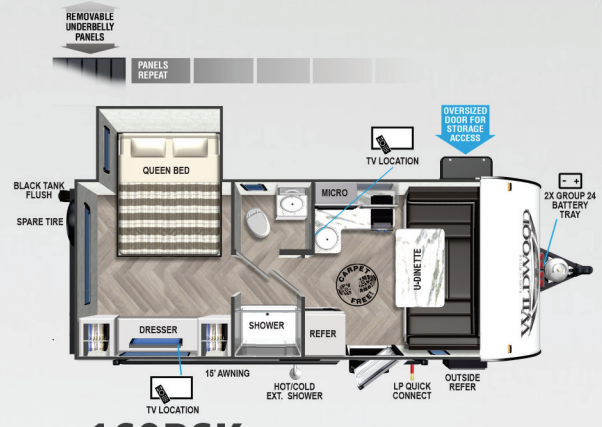 REMOVABLE
UNDERBELLY
PANELS
PANELS
REPEAT
OVERSIZED
DOOR FOR
STORAGE
ACCESS
TV LOCATION
QUEEN BED
MICRO
BLACK TANK
FLUSH
SPARE TIRE
2X GROUP 24
BATTERY
TRAY
U-DINETTE
CARPET
FREE!
WILDWOOD
DRESSER
SHOWER
REFER
15' AWNING
HOT/COLD
EXT. SHOWER
LP QUICK
CONNECT
OUTSIDE
REFER
TV LOCATION